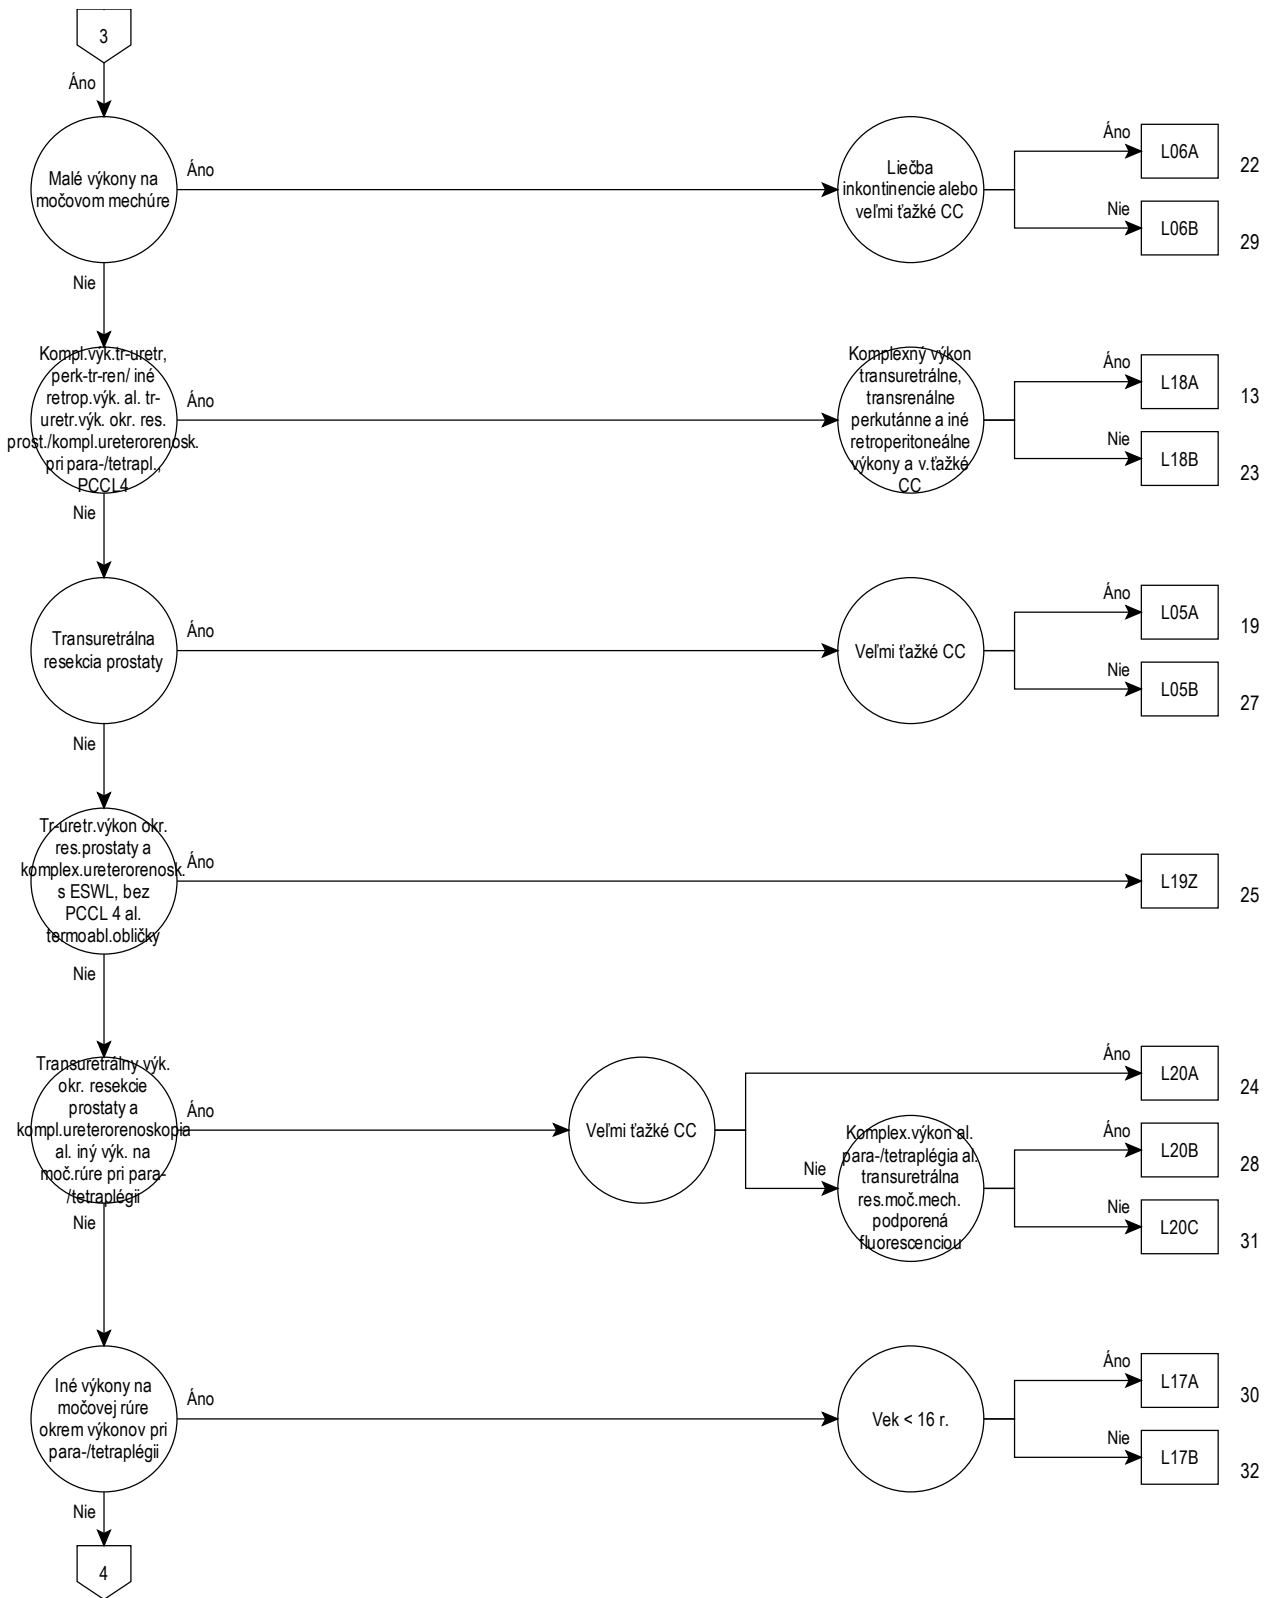 3
Áno
Malé výkony na
močovom mechúre
Áno
Liečba
inkontinencie alebo
veľmi ťažké CC
Áno
L06A
22
Nie
L06B
29
Nie
Kompl.výk.tr-uretr,
perk-tr-ren/ iné
retrop.výk. al. tr-
uretr.výk. okr. res.
prost./kompl.ureterorenosk.
pri para-/tetrapl.,
PCCL4
Áno
Komplexný výkon
transuretrálne,
transrenálne
perkutánne a iné
retroperitoneálne
výkony a v.ťažké
CC
Áno
L18A
13
Nie
L18B
23
Nie
Transuretrálna
resekcia prostaty
Áno
Veľmi ťažké CC
Áno
L05A
19
Nie
L05B
27
Nie
Tr-uretr.výkon okr.
res.prostaty a
komplex.ureterorenosk.
s ESWL, bez
PCCL 4 al.
termoabl.obličky
Áno
L19Z
25
Nie
Transuretrálny výk.
okr. resekcie
prostaty a
kompl.ureterorenoskopia
al. iný výk. na
moč.rúre pri para-
/tetraplégii
Áno
Veľmi ťažké CC
Áno
L20A
24
Nie
Komplex.výkon al.
para-/tetraplégia al.
transuretrálna
res.moč.mech.
podporená
fluorescenciou
Áno
L20B
28
Nie
L20C
31
Nie
Iné výkony na
močovej rúre
okrem výkonov pri
para-/tetraplégii
Áno
Vek < 16 r.
Áno
L17A
30
Nie
L17B
32
Nie
4